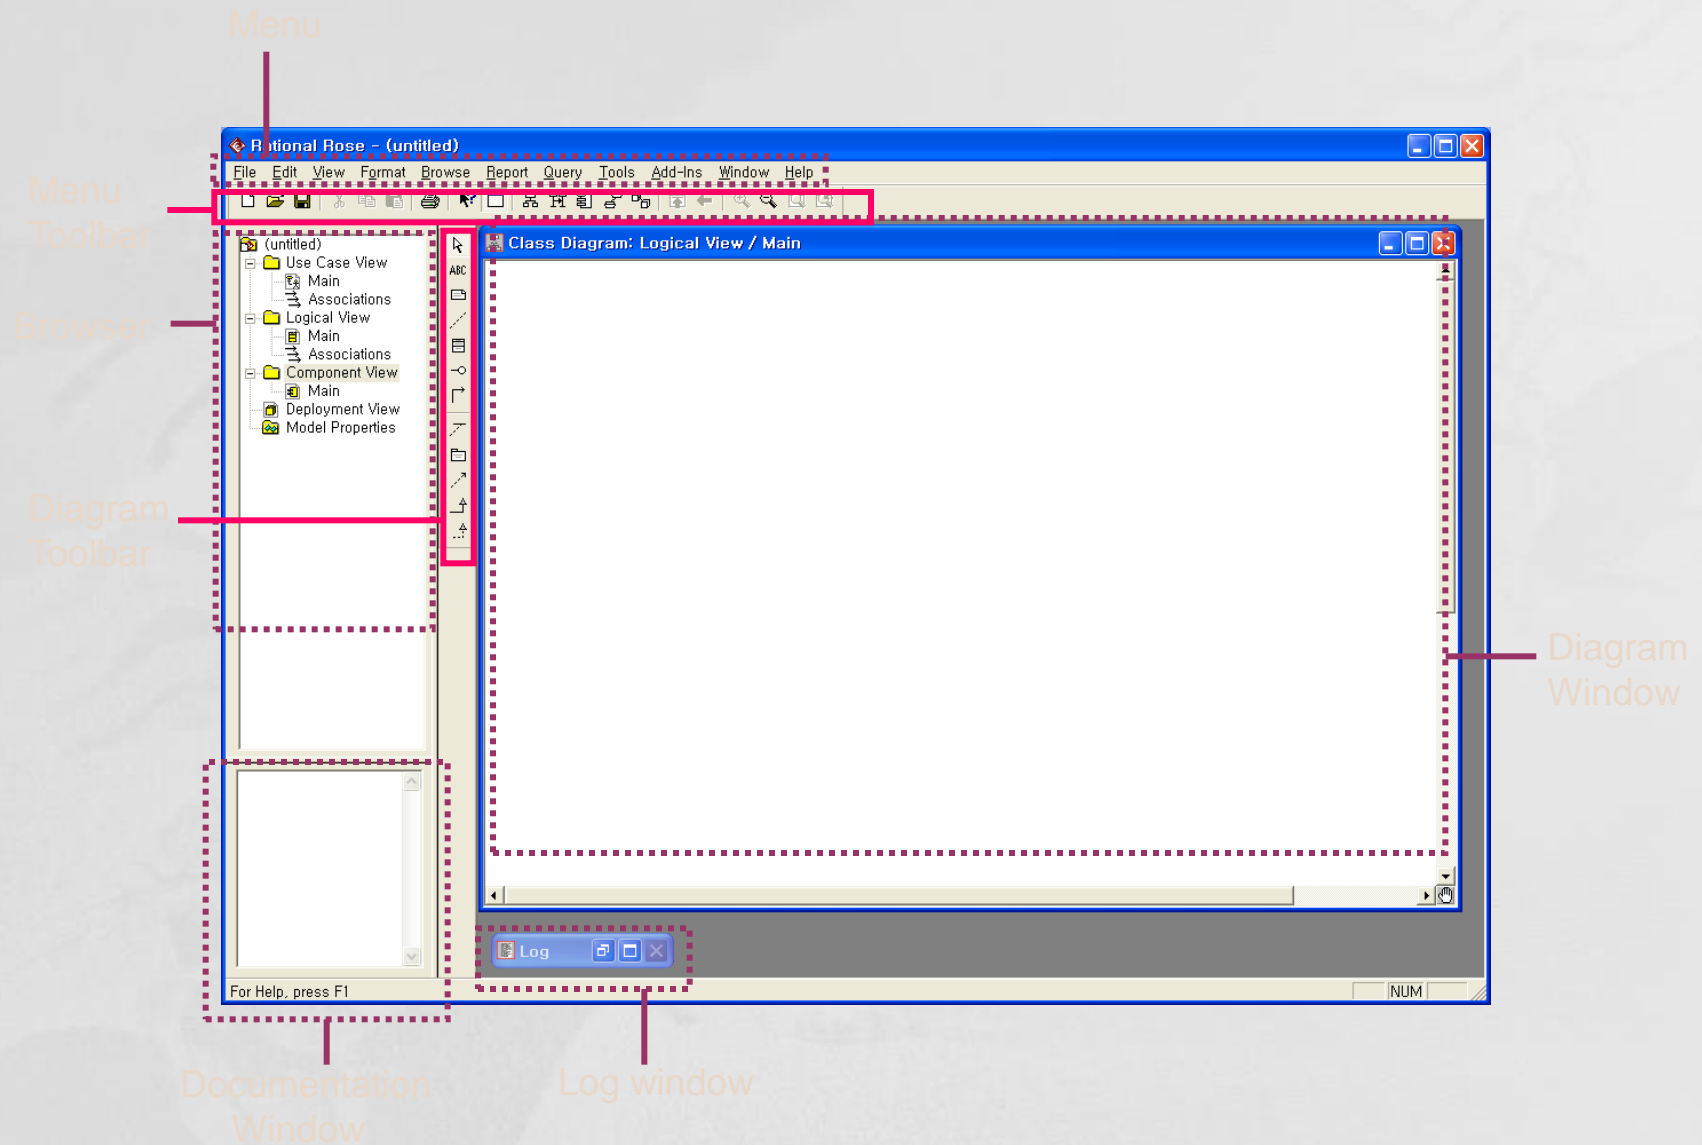 Menu
Rational Rose - (untitled)
File Edit View Format Browse Report Query Tools Add-Ins Window Help
Menu
Toolbar
(untitled)
Use Case View
Main
Associations
Logical View
Main
Associations
Component View
Main
Deployment View
Model Properties
Browser
ABC
Class Diagram: Logical View / Main
Diagram
Toolbar
Diagram
Window
Log
For Help, press F1
NUM
Documentation
Window
Log window